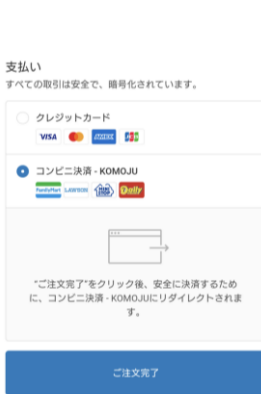 支払い
すべての取引は安全で、暗号化されています。
クレジットカード
VISA
コンビニ決済 - KOMOJU
FamilyMart LAWSON Daily
"ご注文完了"をクリック後、安全に決済するため
に、コンビニ決済 - KOMOJUにリダイレクトされま
す。
ご注文完了